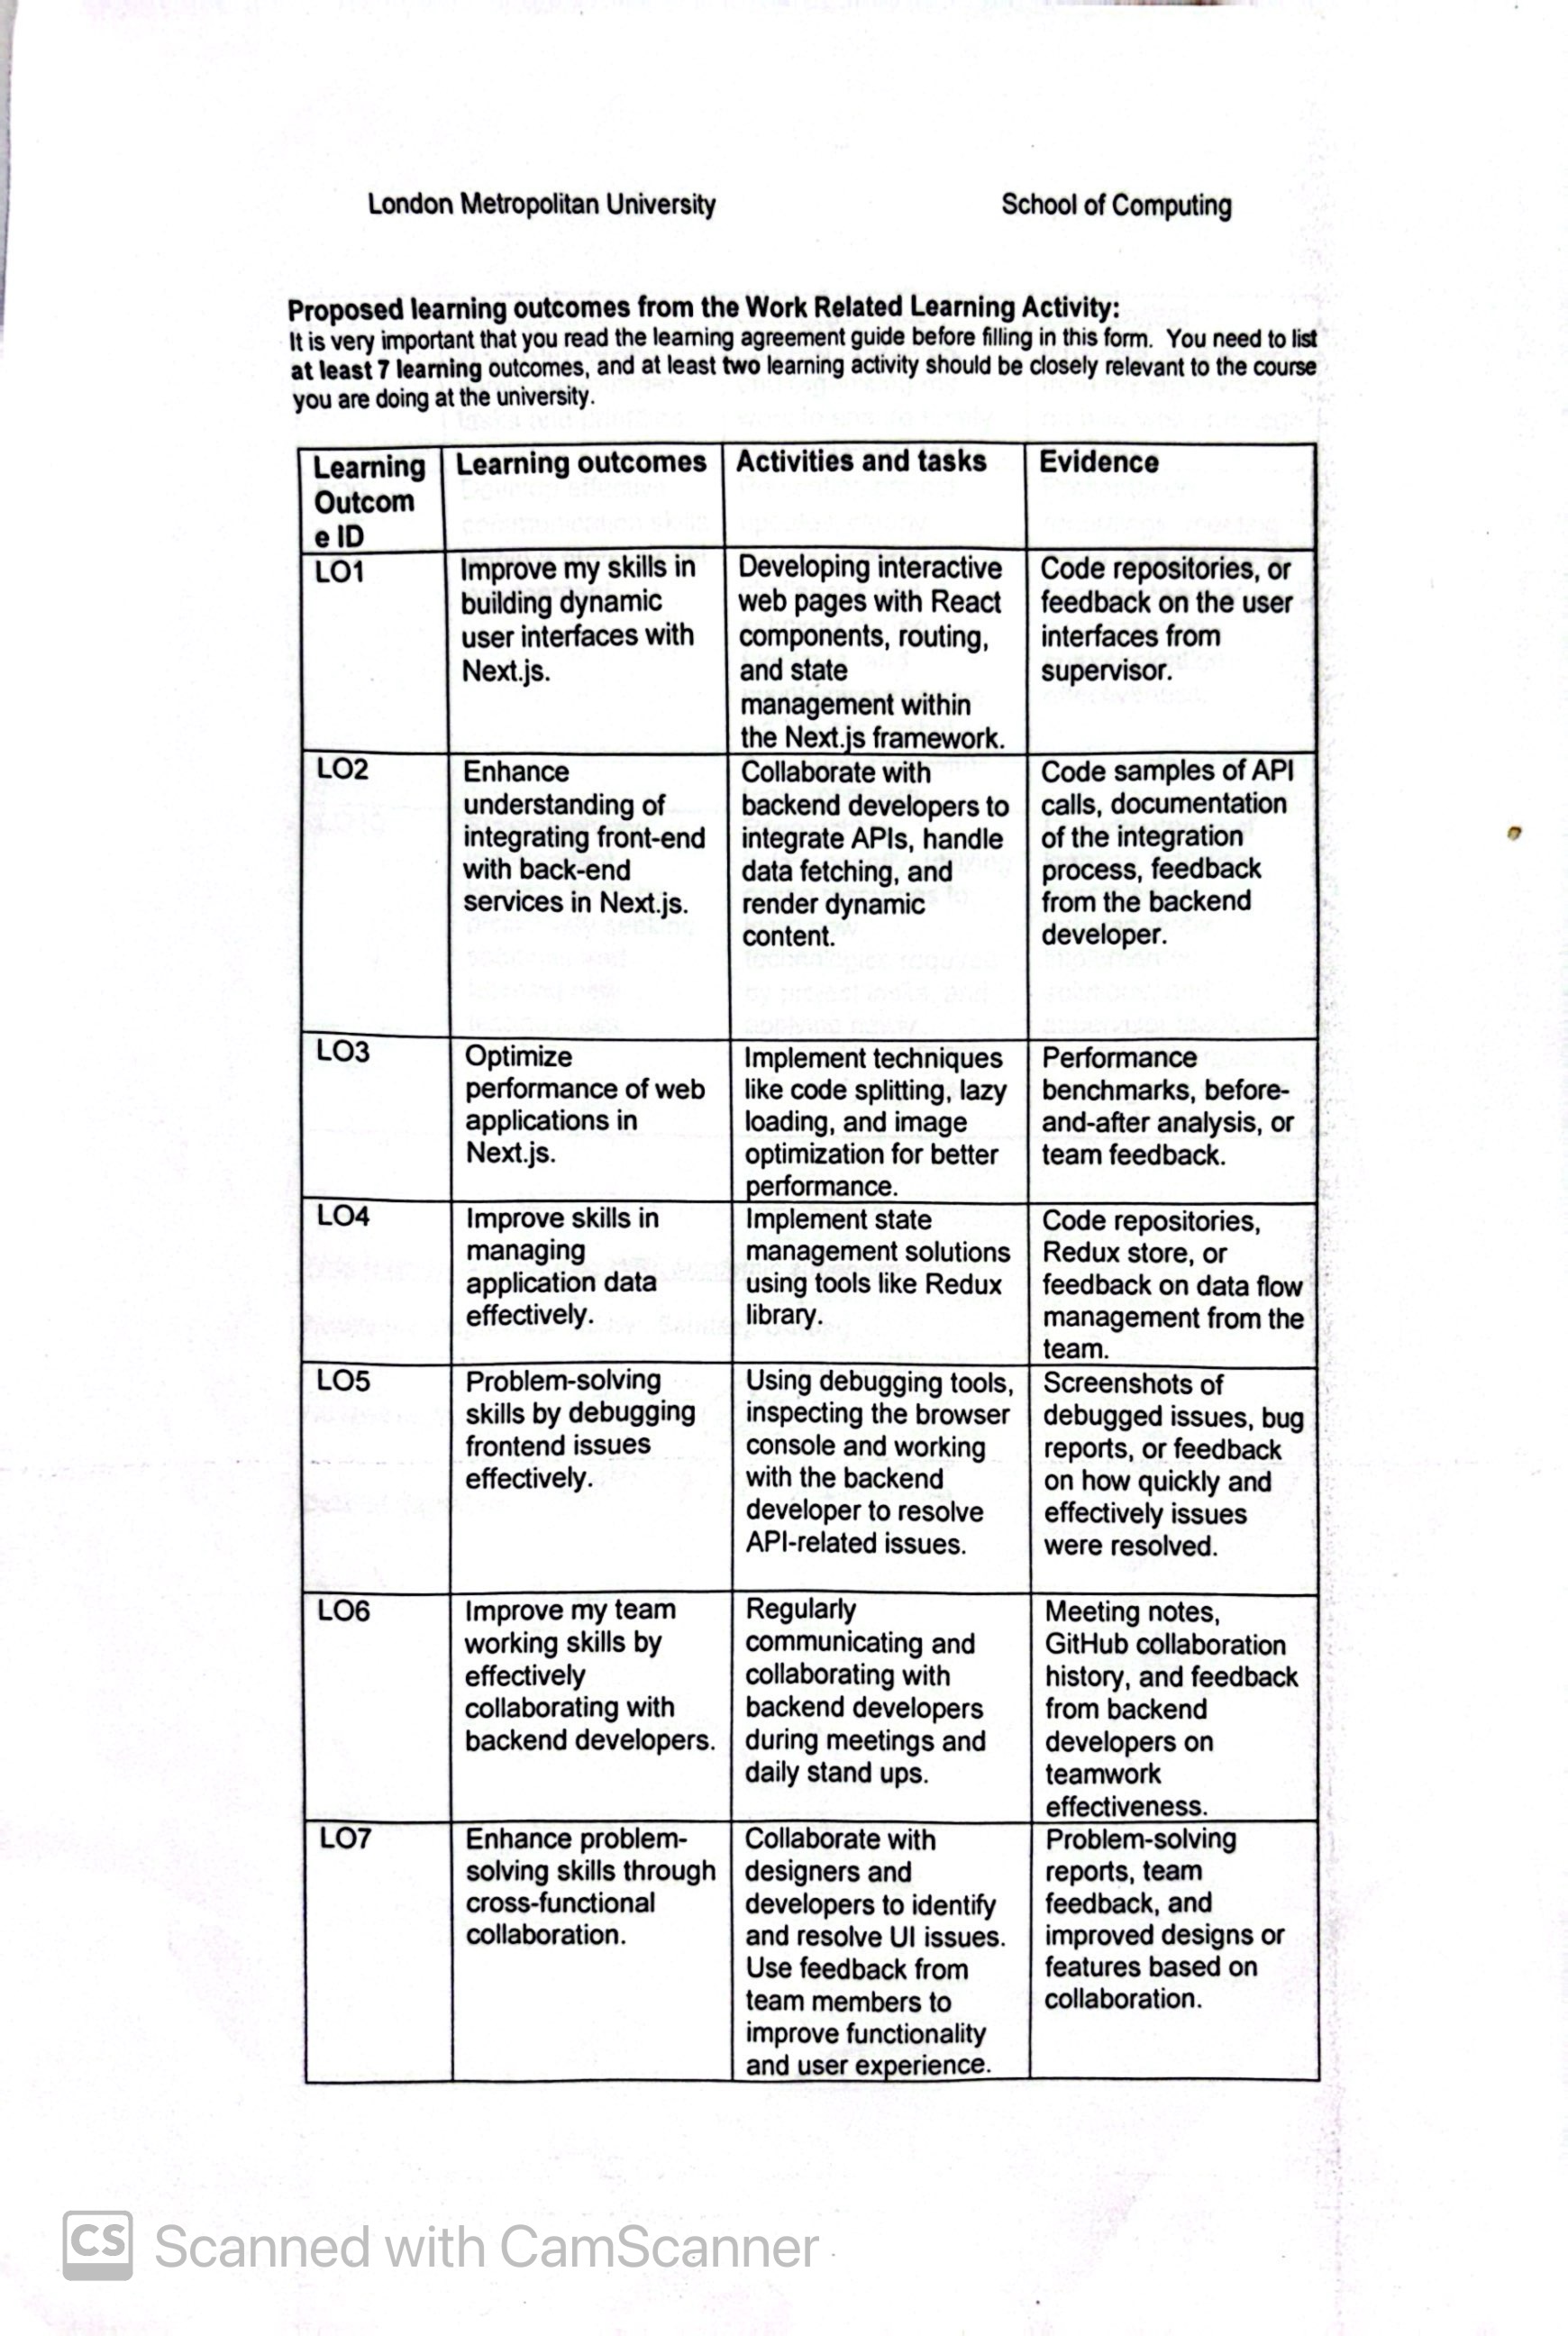 London Metropolitan University School of Computing
Proposed learning outcomes from the Work Related Learning Activity:
It is very important that you read the learning agreement guide before filling in this form. You need to list
at least 7 learning outcomes, and at least two learning activity should be closely relevant to the course
you are doing at the university.
Learning
Outcom
e ID
Learning outcomes
Activities and tasks
Evidence
LO1
Improve my skills in
building dynamic
user interfaces with
Next.js.
Developing interactive
web pages with React
components, routing,
and state
management within
the Next.js framework.
Code repositories, or
feedback on the user
interfaces from
supervisor.
LO2
Enhance
understanding of
integrating front-end
with back-end
services in Next.js.
Collaborate with
backend developers to
integrate APIs, handle
data fetching, and
render dynamic
content.
Code samples of API
calls, documentation
of the integration
process, feedback
from the backend
developer.
LO3
Optimize
performance of web
applications in
Next.js.
Implement techniques
like code splitting, lazy
loading, and image
optimization for better
performance.
Performance
benchmarks, before-
and-after analysis, or
team feedback.
LO4
Improve skills in
managing
application data
effectively.
Implement state
management solutions
using tools like Redux
library.
Code repositories,
Redux store, or
feedback on data flow
management from the
team.
LO5
Problem-solving
skills by debugging
frontend issues
effectively.
Using debugging tools,
inspecting the browser
console and working
with the backend
developer to resolve
API-related issues.
Screenshots of
debugged issues, bug
reports, or feedback
on how quickly and
effectively issues
were resolved.
LO6
Improve my team
working skills by
effectively
collaborating with
backend developers.
Regularly
communicating and
collaborating with
backend developers
during meetings and
daily stand ups.
Meeting notes,
GitHub collaboration
history, and feedback
from backend
developers on
teamwork
effectiveness.
LO7
Enhance problem-
solving skills through
cross-functional
collaboration.
Collaborate with
designers and
developers to identify
and resolve UI issues.
Use feedback from
team members to
improve functionality
and user experience.
Problem-solving
reports, team
feedback, and
improved designs or
features based on
collaboration.
CS Scanned with CamScanner